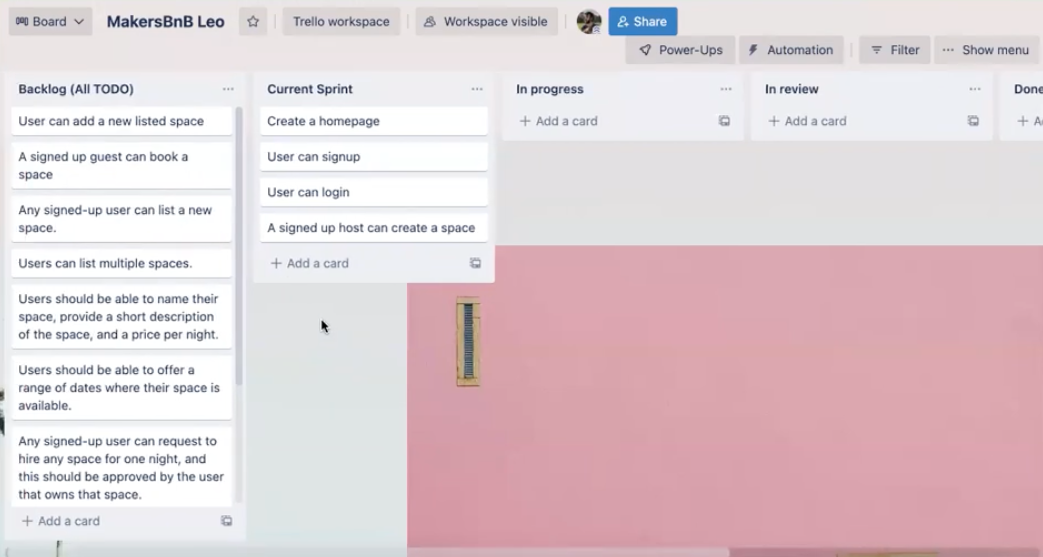 Board
MakersBnB Leo
Trello workspace
Workspace visible
Share
Power-Ups
Automation
Filter
Show menu
Backlog (All TODO)
User can add a new listed space
A signed up guest can book a
space
Any signed-up user can list a new
space.
Users can list multiple spaces.
Users should be able to name their
space, provide a short description
of the space, and a price per night.
Users should be able to offer a
range of dates where their space is
available.
Any signed-up user can request to
hire any space for one night, and
this should be approved by the user
that owns that space.
Add a card
Current Sprint
Create a homepage
User can signup
User can login
A signed up host can create a space
Add a card
In progress
Add a card
In review
Add a card
Done